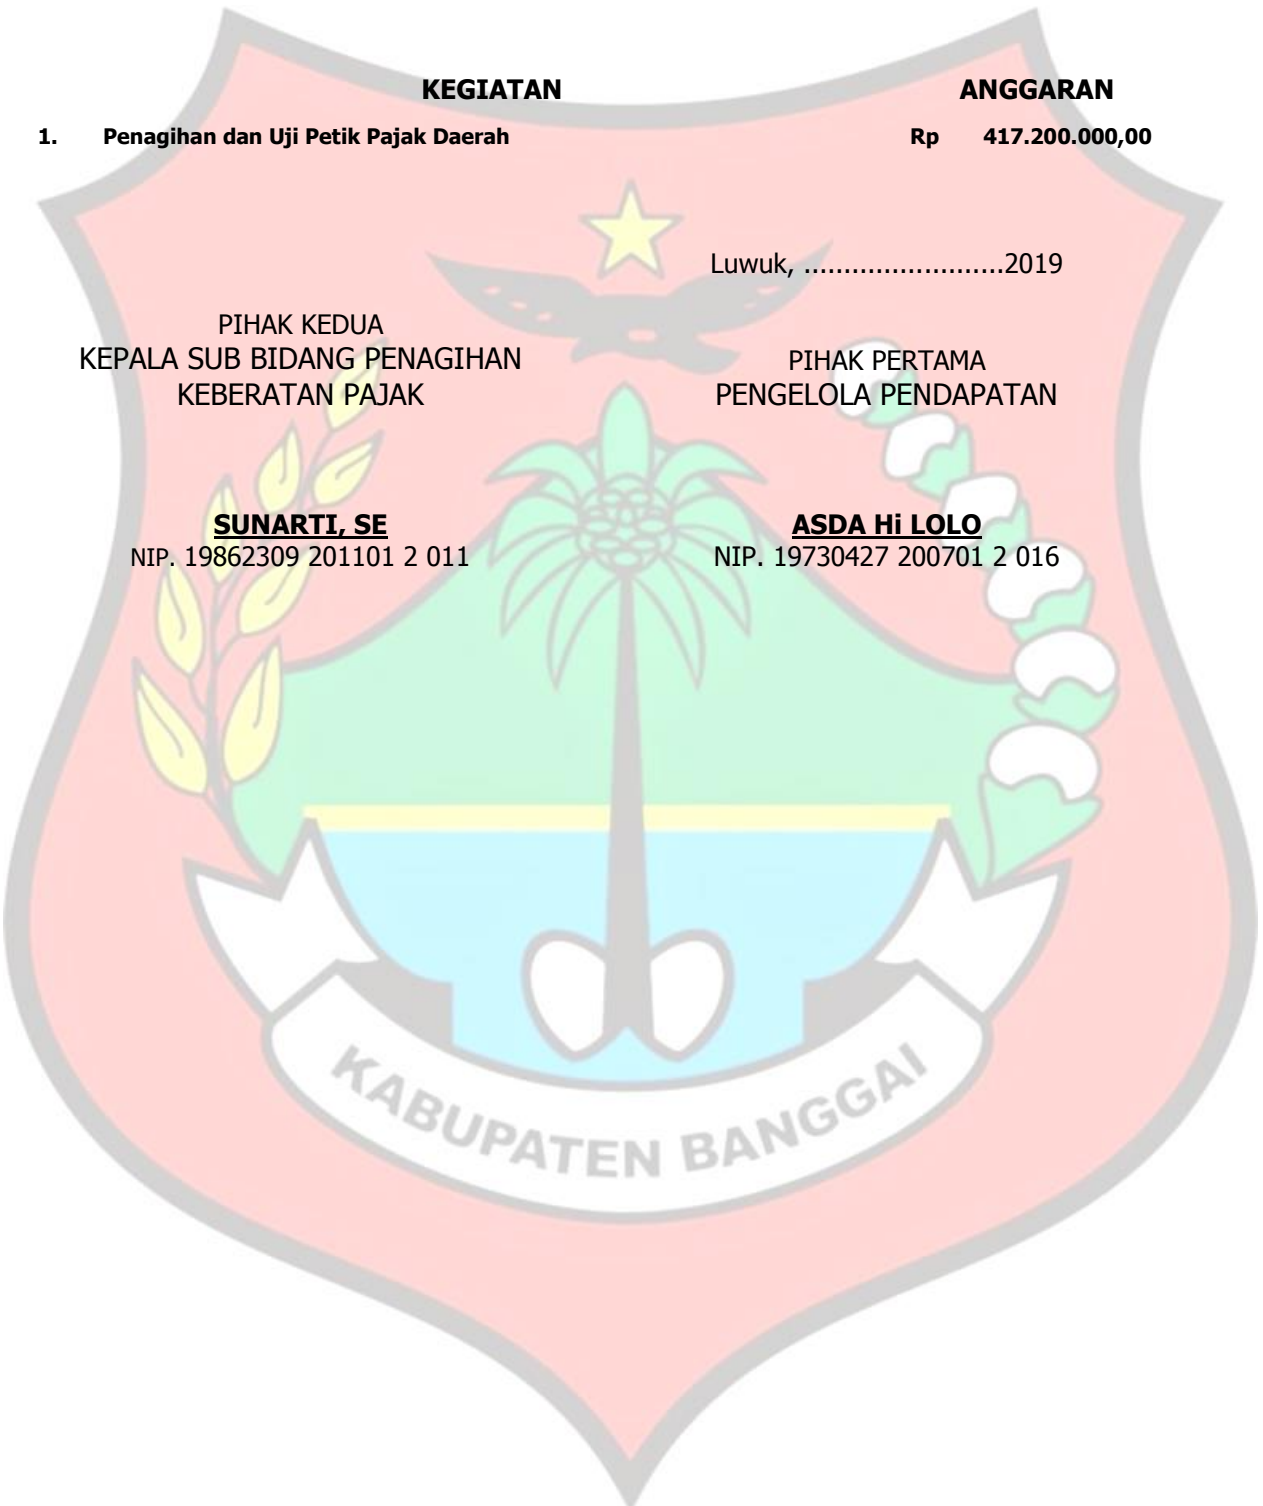 KEGIATAN ANGGARAN
1. Penagihan dan Uji Petik Pajak Daerah Rp 417.200.000,00
Luwuk, .........................2019
PIHAK KEDUA
KEPALA SUB BIDANG PENAGIHAN
KEBERATAN PAJAK
PIHAK PERTAMA
PENGELOLA PENDAPATAN
SUNARTI, SE
NIP. 19862309 201101 2 011
ASDA Hi LOLO
NIP. 19730427 200701 2 016
KABUPATEN BANGGAI